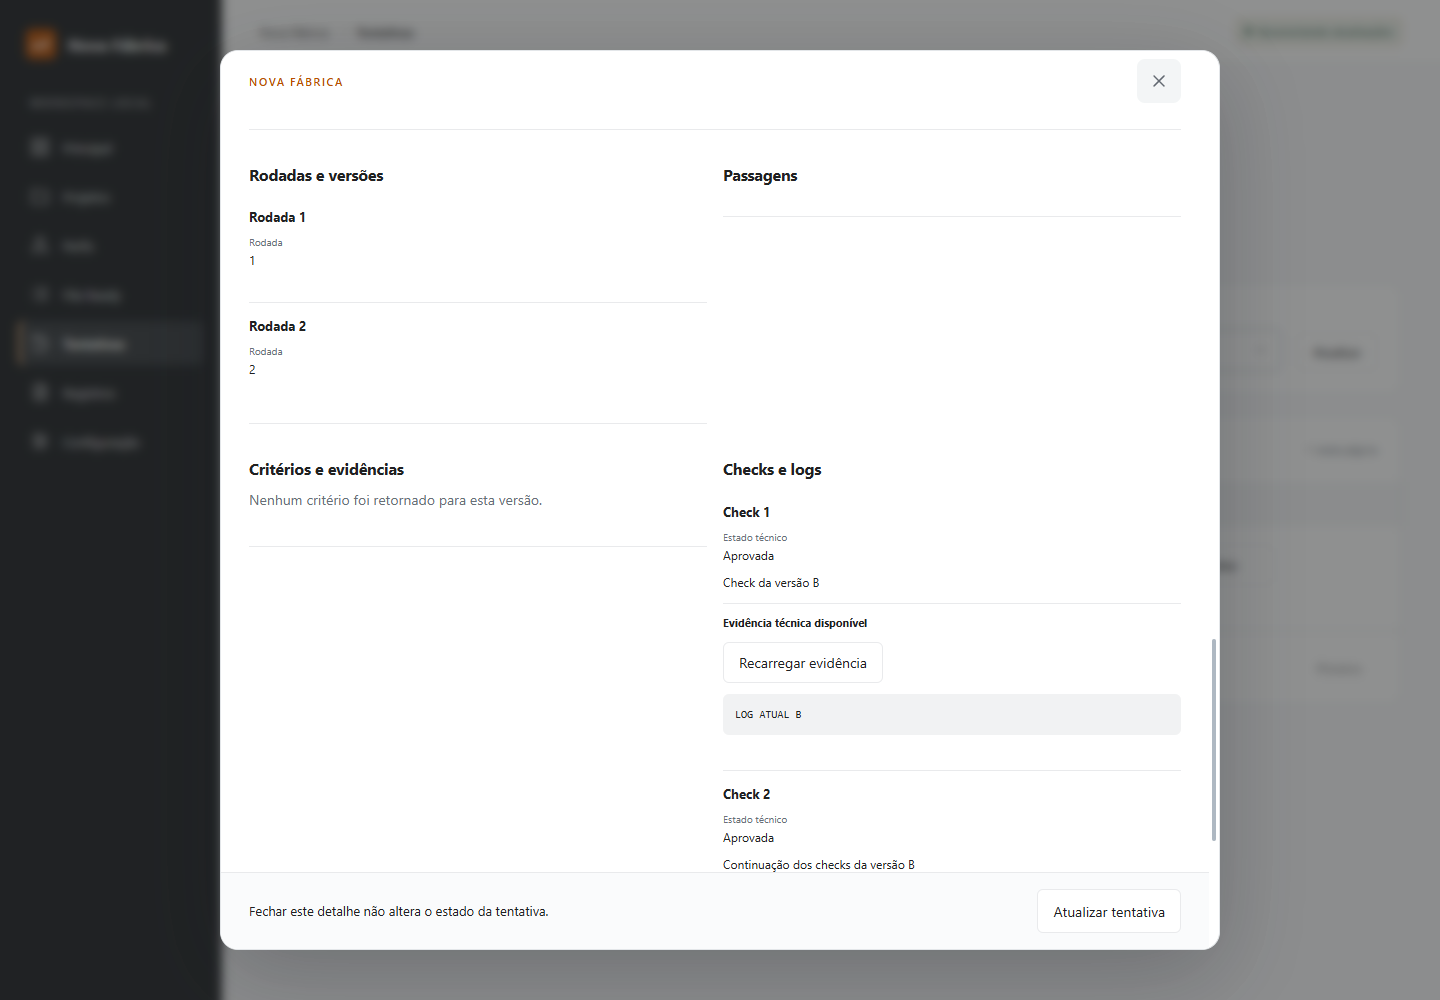 NOVA FÁBRICA
Rodadas e versões
Rodada 1
Rodada
1
Rodada 2
Rodada
2
Passagens
Critérios e evidências
Nenhum critério foi retornado para esta versão.
Checks e logs
Check 1
Estado técnico
Aprovada
Check da versão B
Evidência técnica disponível
Recarregar evidência
LOG ATUAL B
Check 2
Estado técnico
Aprovada
Continuação dos checks da versão B
Fechar este detalhe não altera o estado da tentativa.
Atualizar tentativa